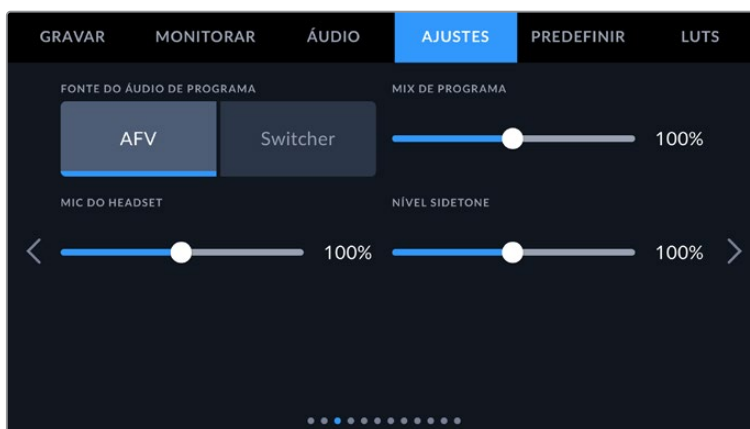 GRAVAR MONITORAR ÁUDIO AJUSTES PREDEFINIR LUTS
FONTE DO ÁUDIO DE PROGRAMA MIX DE PROGRAMA
AFV Switcher 100%
MIC DO HEADSET NÍVEL SIDETONE
100% 100%